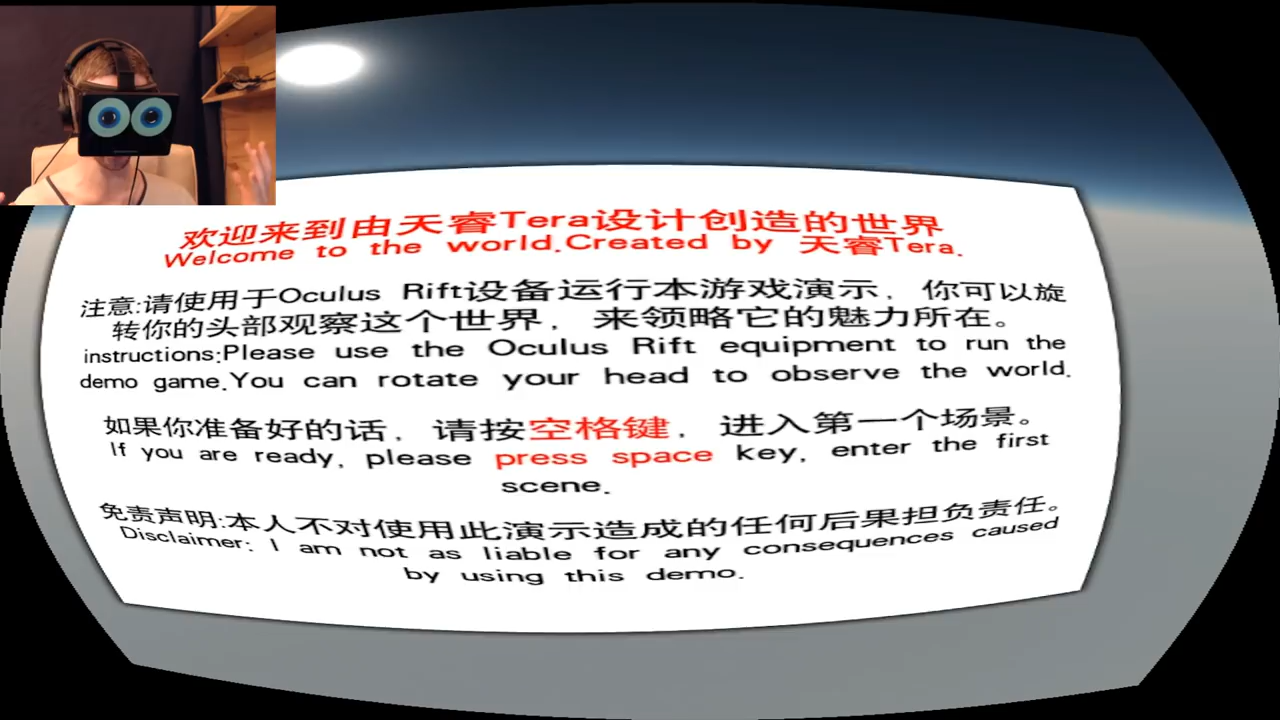 欢迎来到由天睿Tera设计创造的世界
Welcome to the world.Created by 天睿Tera.
注意:请使用于Oculus Rift设备运行本游戏演示，你可以旋
转你的头部观察这个世界，来领略它的魅力所在。
instructions:Please use the Oculus Rift equipment to run the
demo game.You can rotate your head to observe the world.
如果你准备好的话，请按空格键，进入第一个场景。
If you are ready, please press space key, enter the first
scene.
免责声明:本人不对使用此演示造成的任何后果担负责任。
Disclaimer: I am not as liable for any consequences caused
by using this demo.